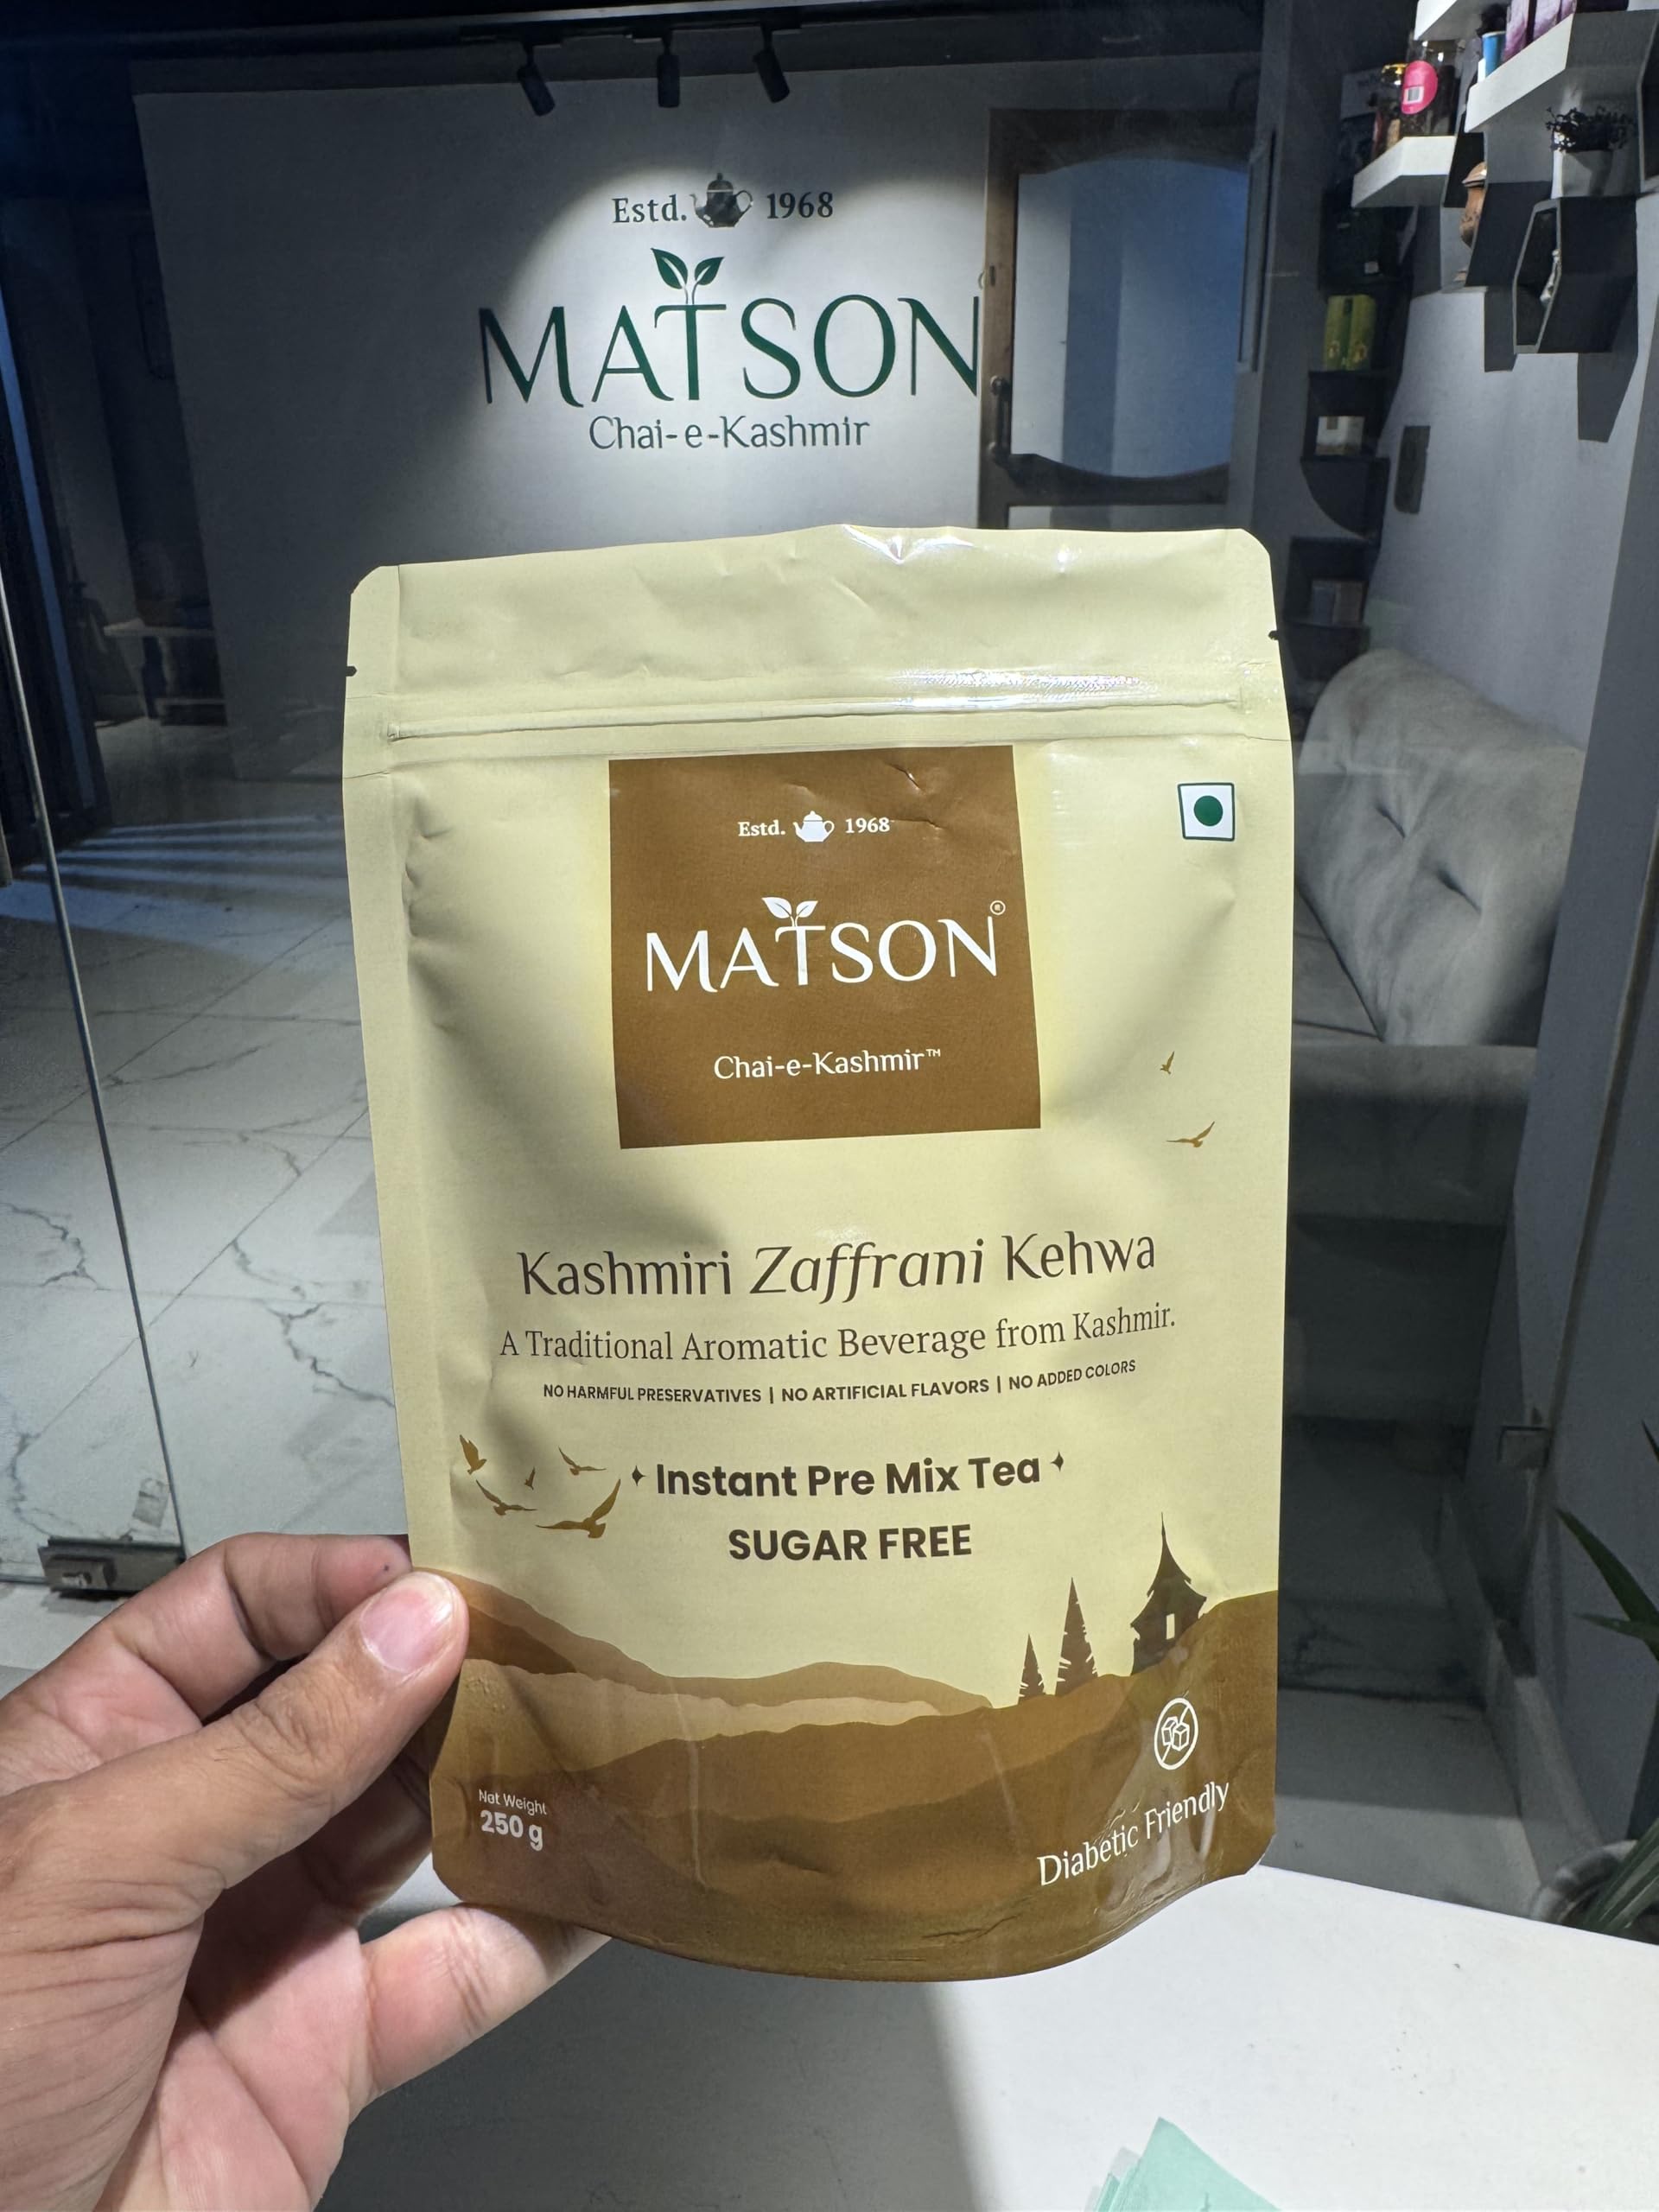 Estd. 1968
MATSON
Chai-e-Kashmir
Estd. 1968
MATSON®
Chai-e-Kashmir™
Kashmiri Zaffrani Kehwa
A Traditional Aromatic Beverage from Kashmir.
NO HARMFUL PRESERVATIVES | NO ARTIFICIAL FLAVORS | NO ADDED COLORS
Instant Pre Mix Tea
SUGAR FREE
Net Weight
250 g
Diabetic Friendly